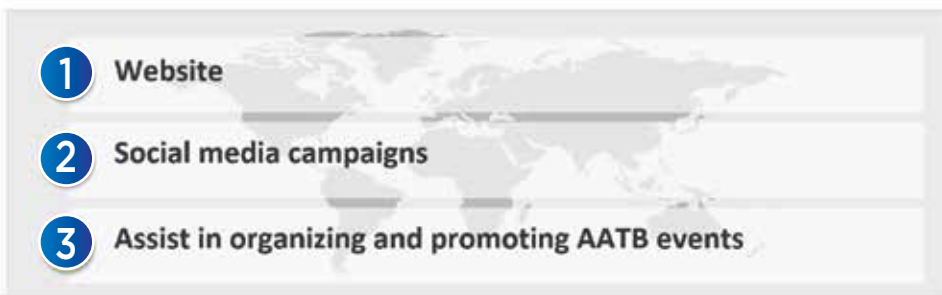 1 Website
2 Social media campaigns
3 Assist in organizing and promoting AATB events